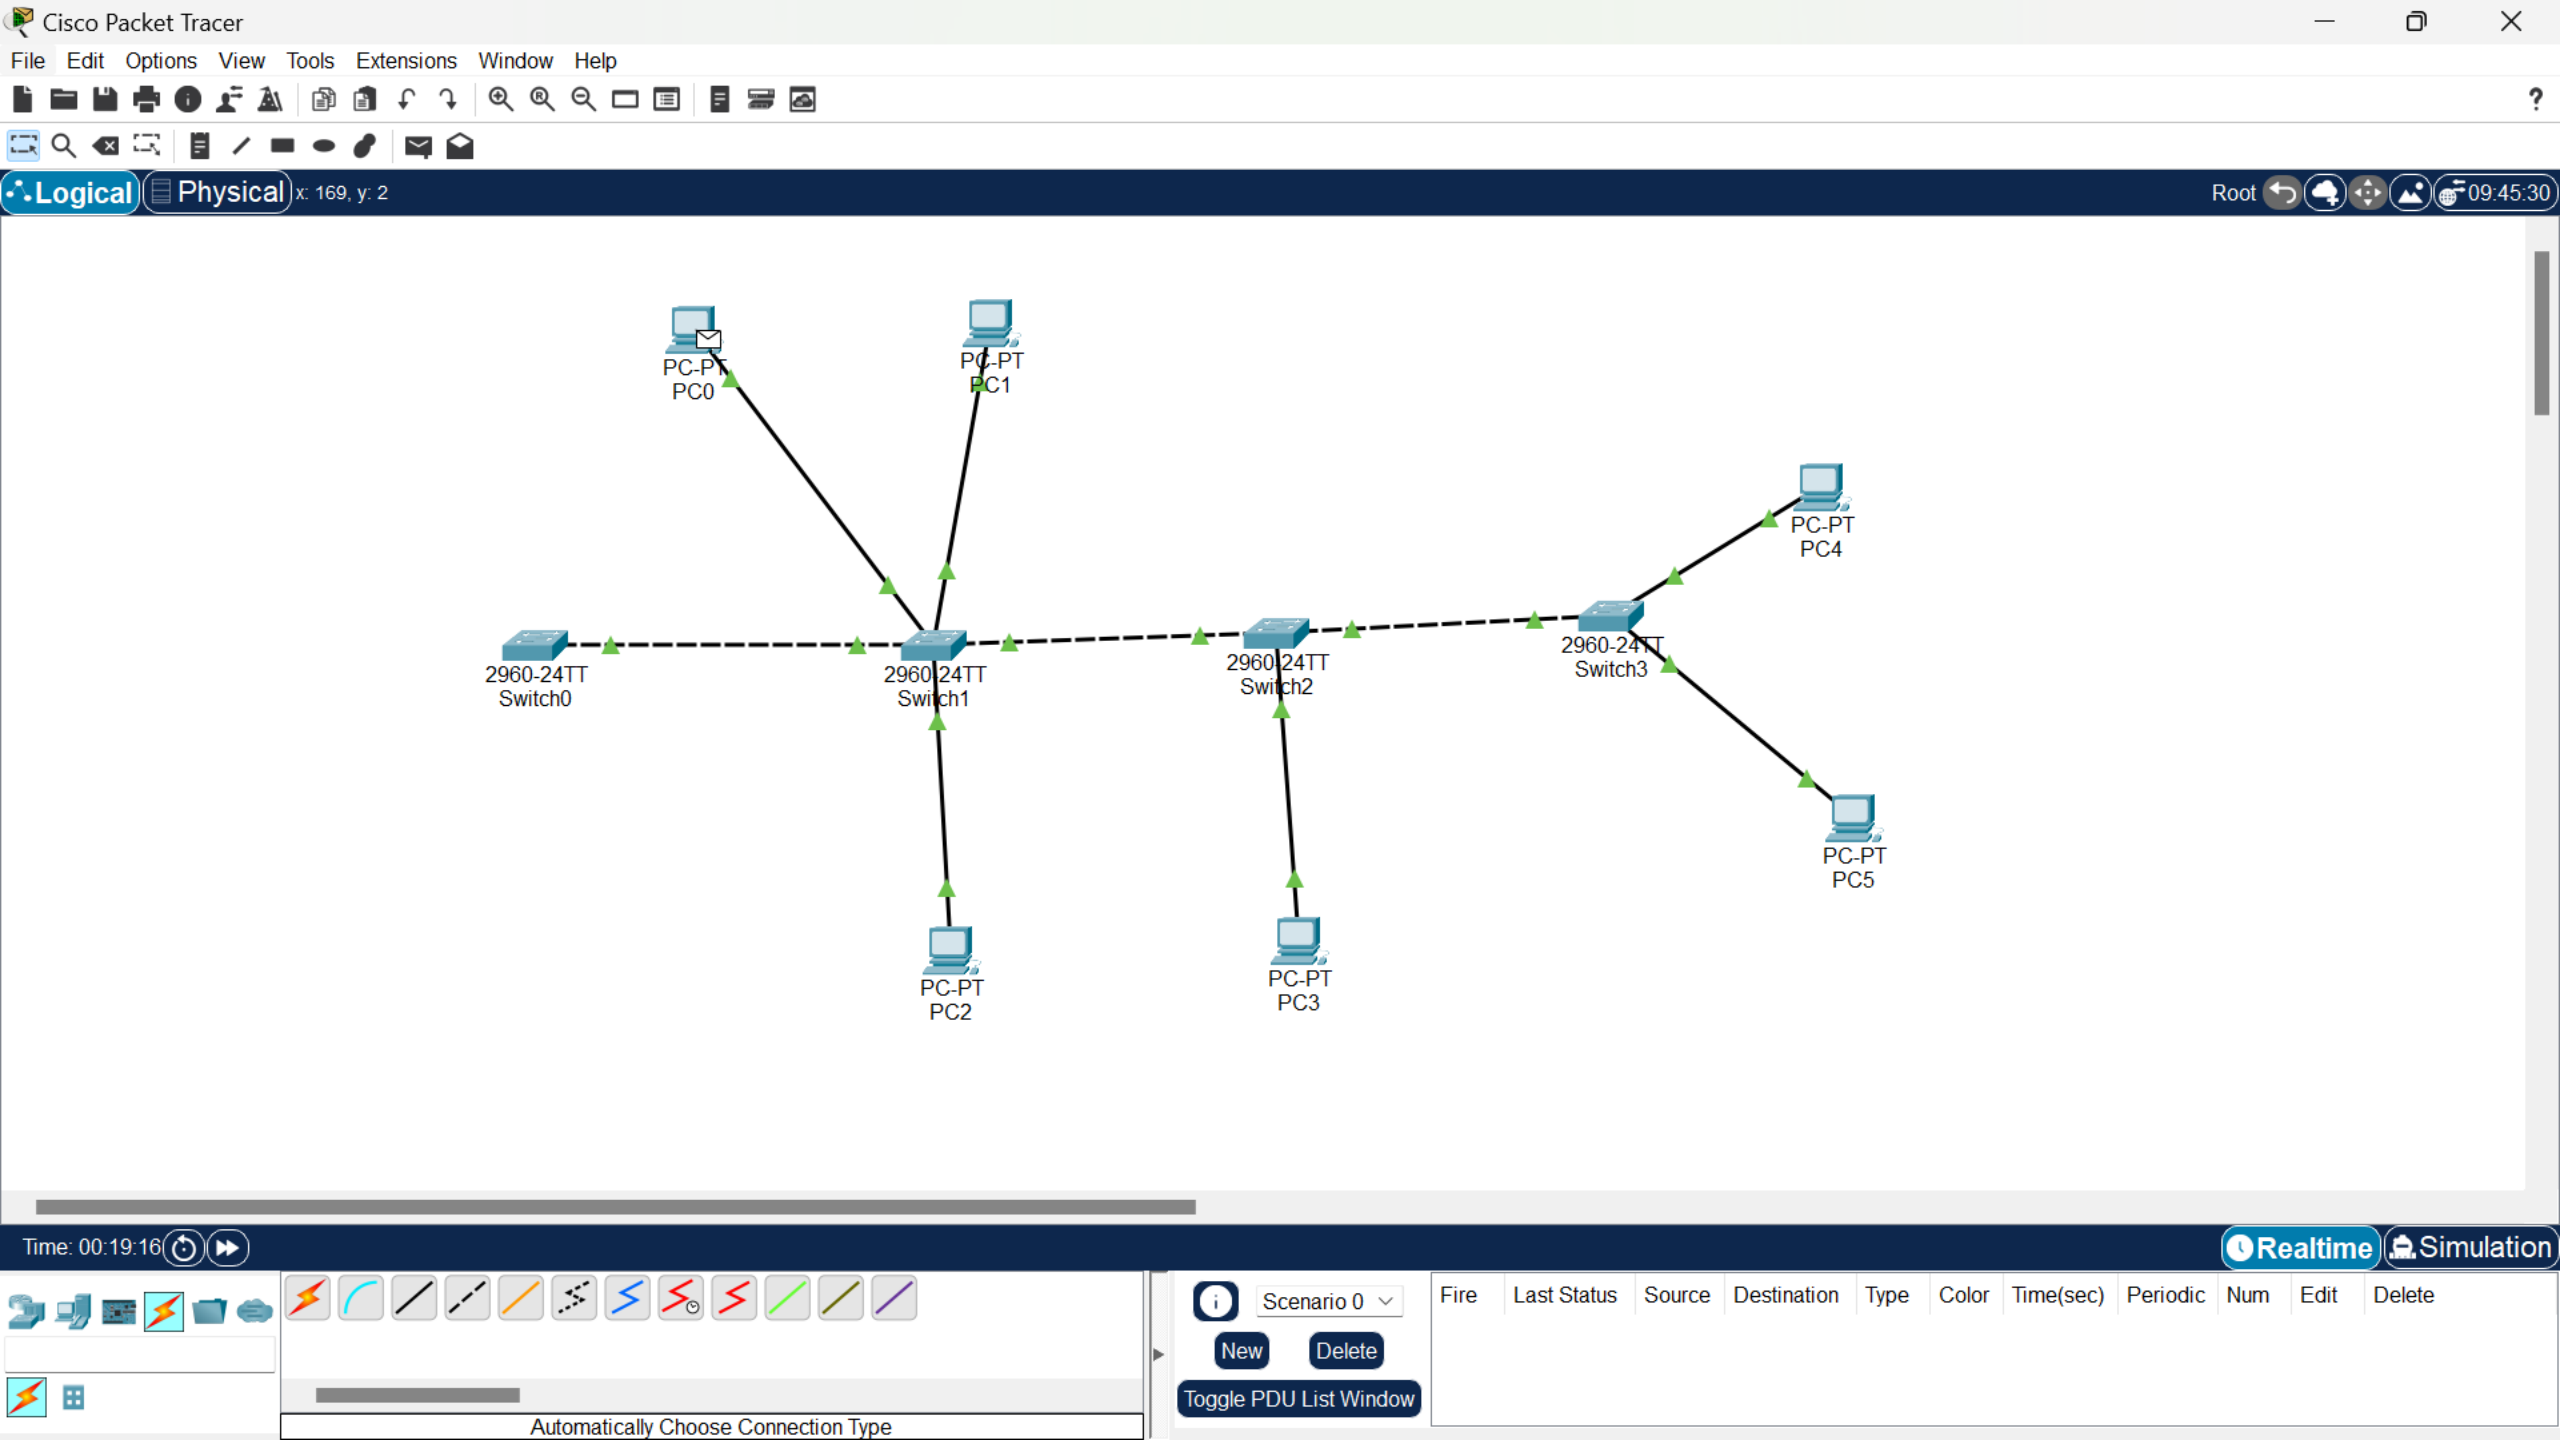 Cisco Packet Tracer
File Edit Options View Tools Extensions Window Help
?
Logical Physical x: 169, y: 2 Root 09:45:30
PC-PT
PC0
PC-PT
PC1
PC-PT
PC4
2960-24TT
Switch0
2960-24TT
Switch1
2960-24TT
Switch2
2960-24TT
Switch3
PC-PT
PC5
PC-PT
PC2
PC-PT
PC3
Time: 00:19:16 Realtime Simulation
Scenario 0
New Delete
Toggle PDU List Window
Fire Last Status Source Destination Type Color Time(sec) Periodic Num Edit Delete
Automatically Choose Connection Type